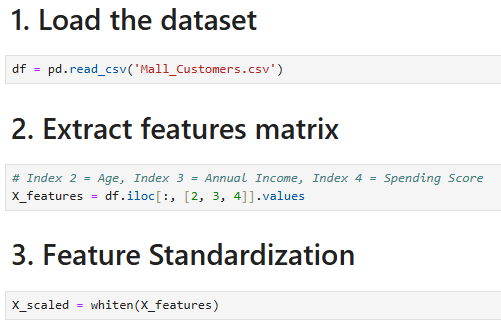 1. Load the dataset
df = pd.read_csv('Mall_Customers.csv')
2. Extract features matrix
# Index 2 = Age, Index 3 = Annual Income, Index 4 = Spending Score
X_features = df.iloc[:, [2, 3, 4]].values
3. Feature Standardization
X_scaled = whiten(X_features)